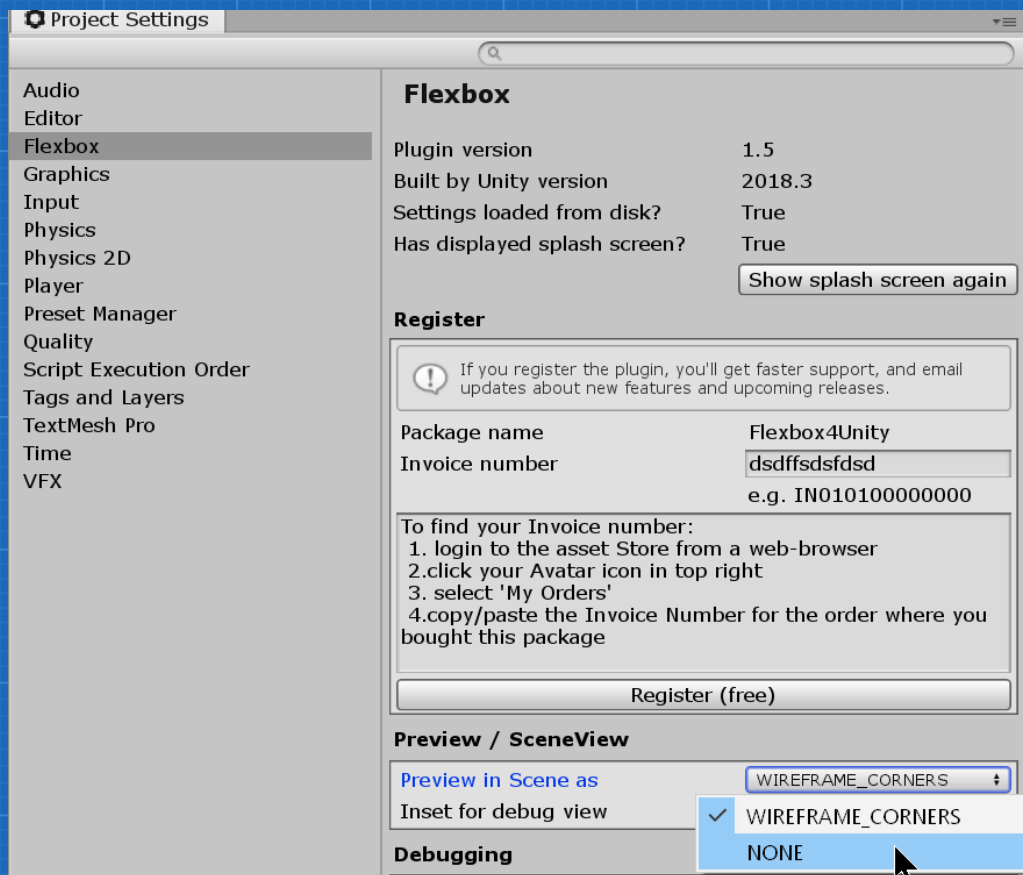 Project Settings
Audio
Editor
Flexbox
Graphics
Input
Physics
Physics 2D
Player
Preset Manager
Quality
Script Execution Order
Tags and Layers
TextMesh Pro
Time
VFX
Flexbox
Plugin version 1.5
Built by Unity version 2018.3
Settings loaded from disk? True
Has displayed splash screen? True
Show splash screen again
Register
If you register the plugin, you'll get faster support, and email
updates about new features and upcoming releases.
Package name Flexbox4Unity
Invoice number dsdffsdsfdsd
e.g. IN010100000000
To find your Invoice number:
1. login to the asset Store from a web-browser
2.click your Avatar icon in top right
3. select 'My Orders'
4.copy/paste the Invoice Number for the order where you
bought this package
Register (free)
Preview / SceneView
Preview in Scene as WIREFRAME_CORNERS
Inset for debug view
WIREFRAME_CORNERS
NONE
Debugging